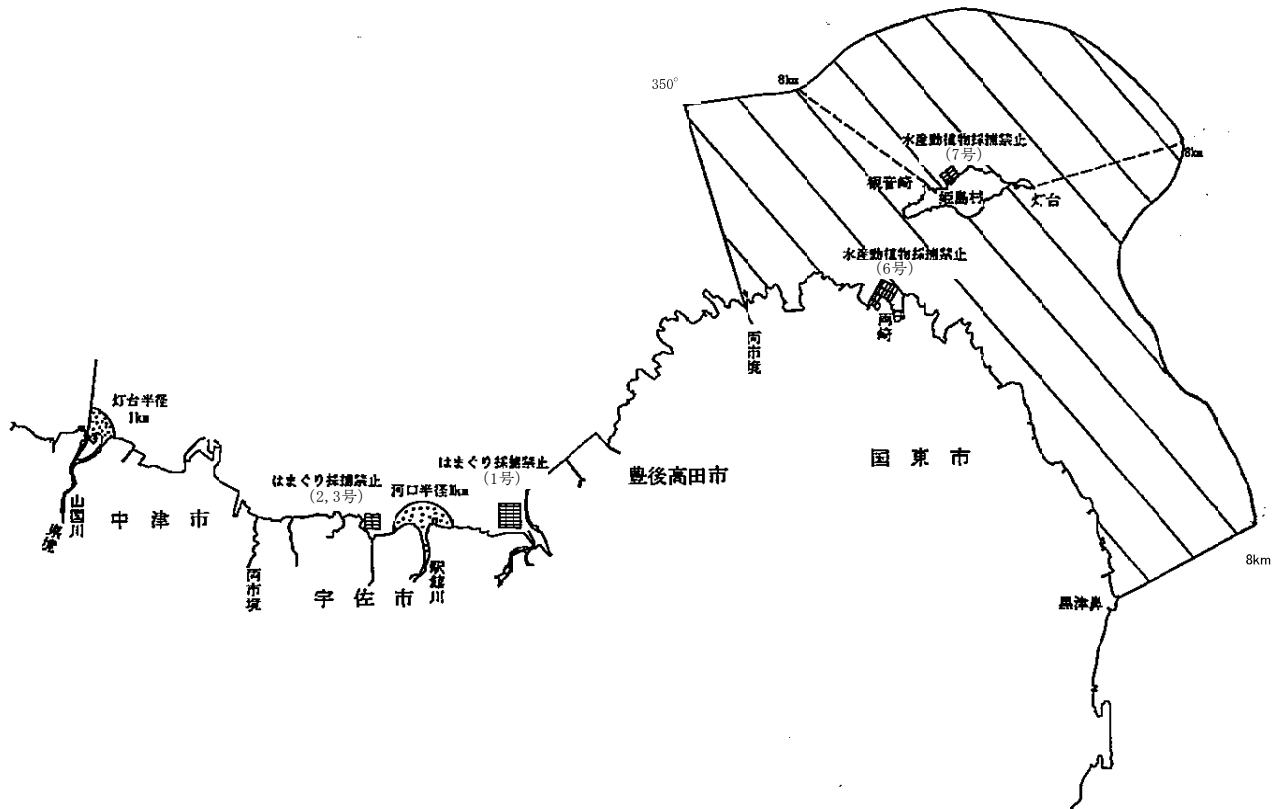 350°
8km
水産動植物採捕禁止
(7号)
8km
観音崎
姫島村
灯台
水産動植物採捕禁止
(6号)
両崎
両市境
灯台半径
1km
はまぐり採捕禁止
(1号)
はまぐり採捕禁止
(2,3号)
河口半径1km
豊後高田市
国東市
山国川
県境
中津市
両市境
宇佐市
駅館川
8km
黒津鼻